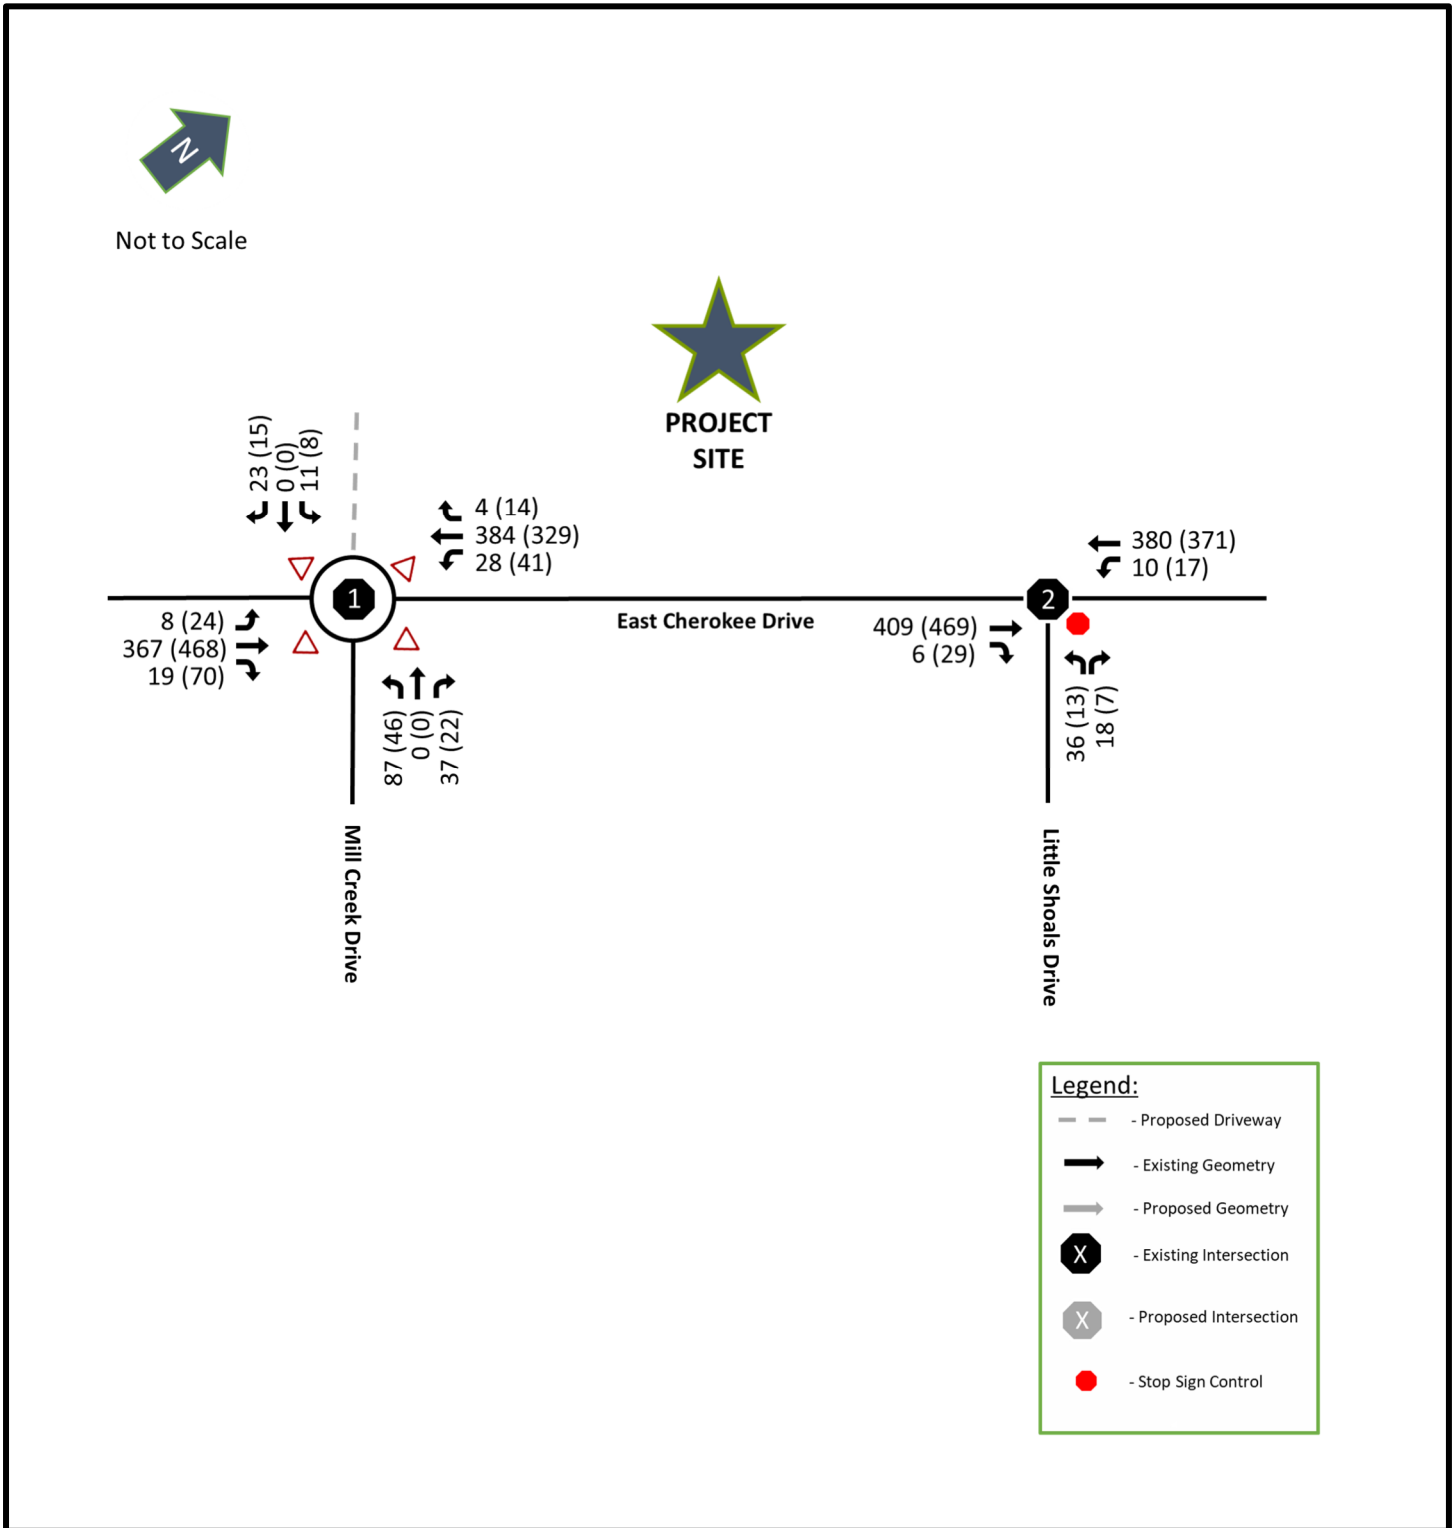 N
Not to Scale
PROJECT
SITE
23 (15)
0 (0)
11 (8)
4 (14)
384 (329)
28 (41)
380 (371)
10 (17)
1
2
8 (24)
367 (468)
19 (70)
East Cherokee Drive
409 (469)
6 (29)
87 (46)
0 (0)
37 (22)
36 (13)
18 (7)
Mill Creek Drive
Little Shoals Drive
Legend:
- Proposed Driveway
- Existing Geometry
- Proposed Geometry
X - Existing Intersection
X - Proposed Intersection
- Stop Sign Control